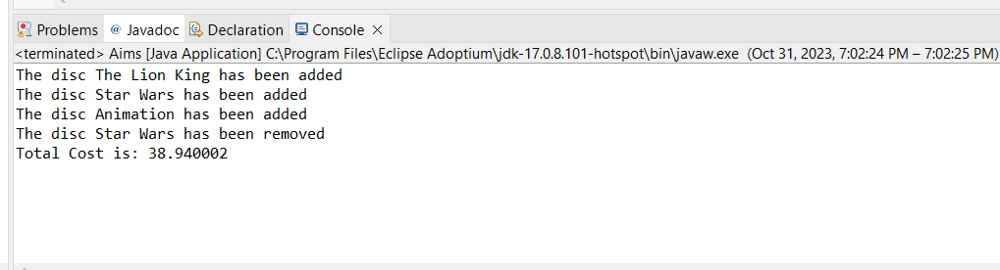 Problems @ Javadoc Declaration Console
<terminated> Aims [Java Application] C:\Program Files\Eclipse Adoptium\jdk-17.0.8.101-hotspot\bin\javaw.exe (Oct 31, 2023, 7:02:24 PM – 7:02:25 PM)
The disc The Lion King has been added
The disc Star Wars has been added
The disc Animation has been added
The disc Star Wars has been removed
Total Cost is: 38.940002